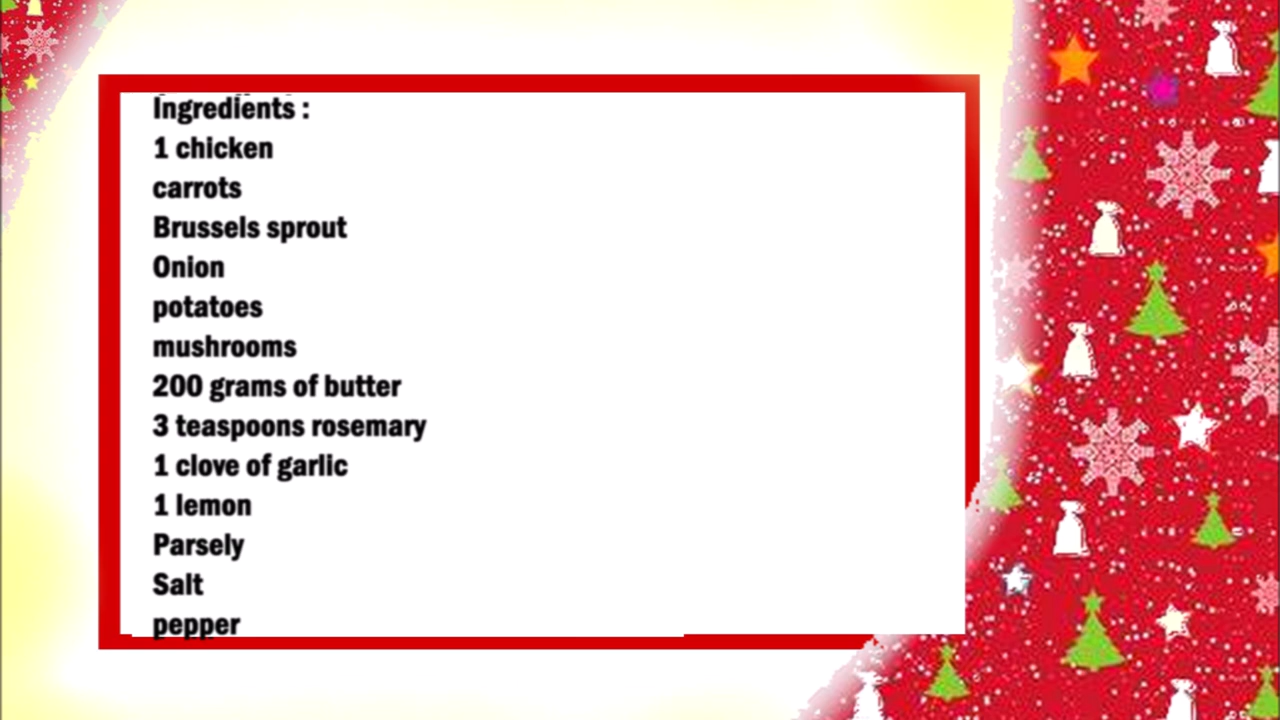 Ingredients :
1 chicken
carrots
Brussels sprout
Onion
potatoes
mushrooms
200 grams of butter
3 teaspoons rosemary
1 clove of garlic
1 lemon
Parsely
Salt
pepper